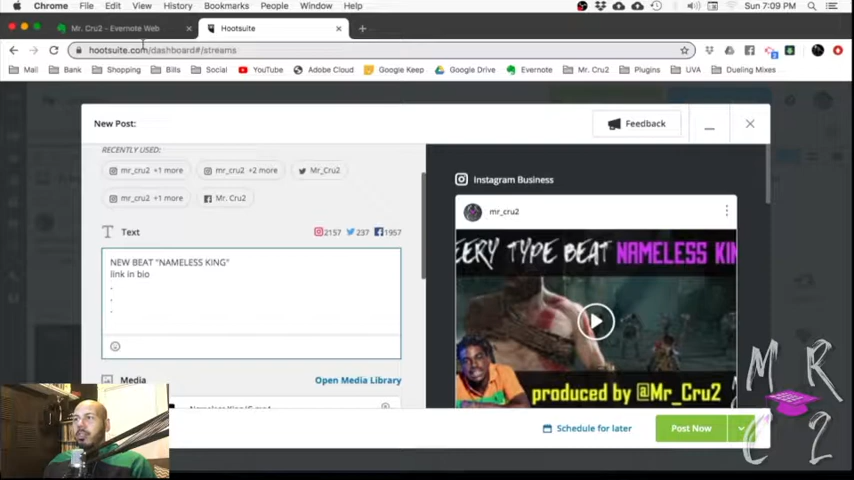 Chrome File Edit View History Bookmarks People Window Help Sun 7:09 PM
Mr. Cru2 - Evernote Web Hootsuite
hootsuite.com/dashboard#/streams
Mail Bank Shopping Bills Social YouTube Adobe Cloud Google Keep Google Drive Evernote Mr. Cru2 Plugins UVA Dueling Mixes
New Post: Feedback
RECENTLY USED:
mr_cru2 +1 more mr_cru2 +2 more Mr_Cru2
mr_cru2 +1 more Mr. Cru2
Instagram Business
mr_cru2
Text 2157 237 1957
NEW BEAT "NAMELESS KING"
link in bio
.
.
.
EERY TYPE BEAT NAMELESS KIN
produced by @Mr_Cru2
Media Open Media Library
Schedule for later Post Now
M R
C 2